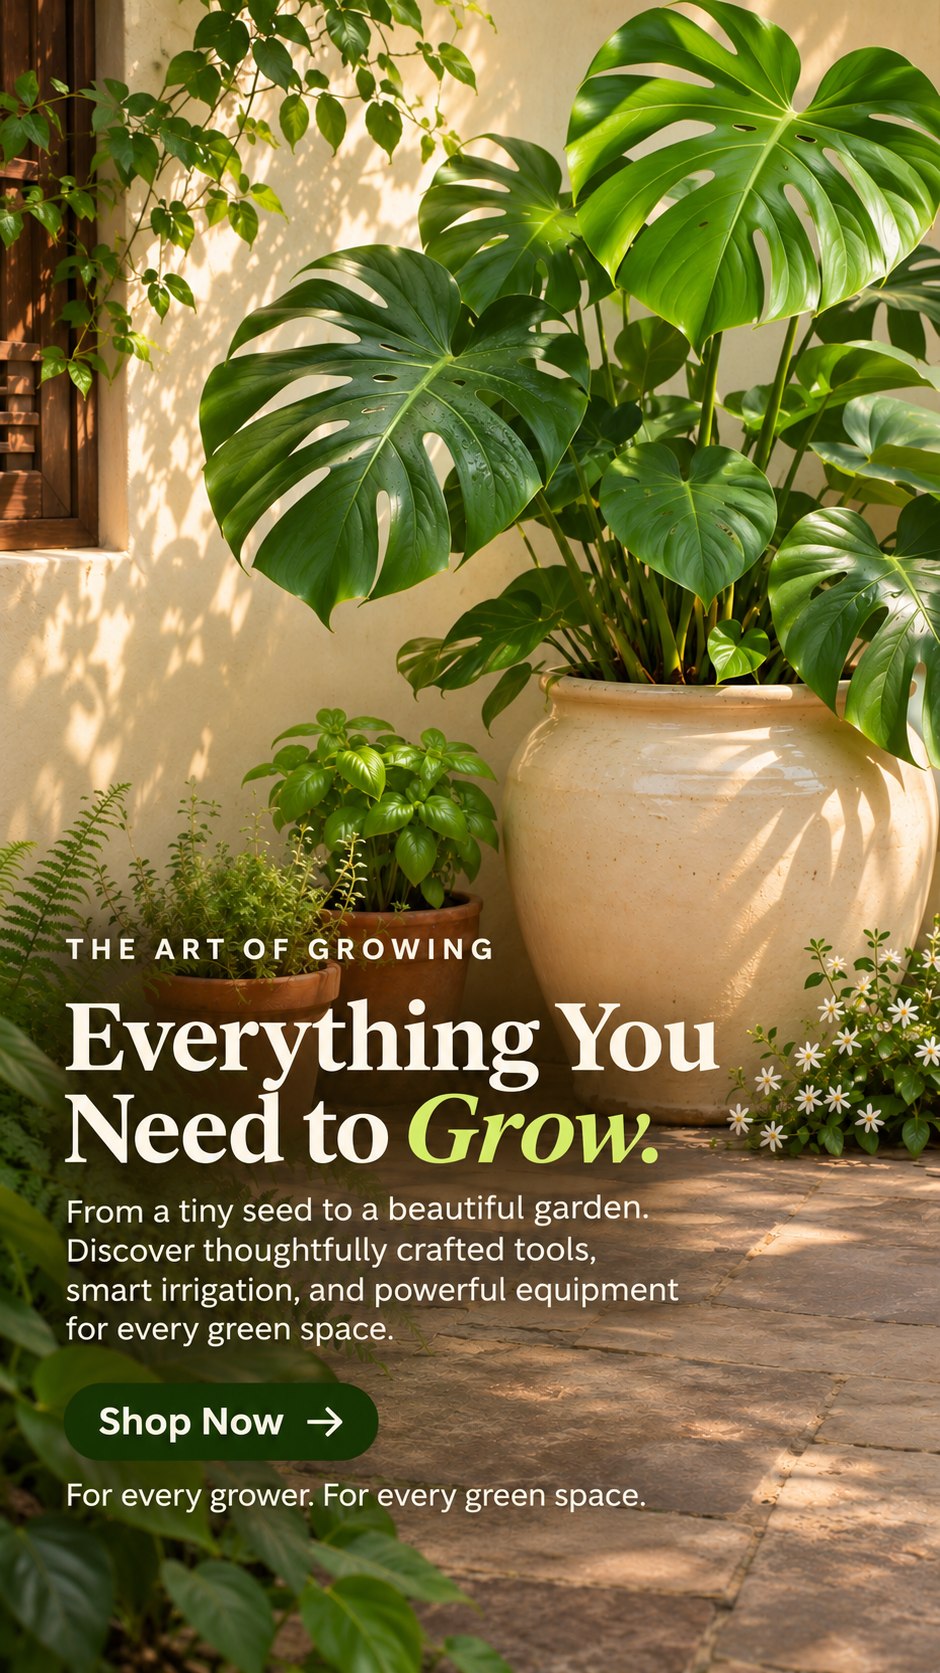 THE ART OF GROWING
Everything You
Need to Grow.
From a tiny seed to a beautiful garden.
Discover thoughtfully crafted tools,
smart irrigation, and powerful equipment
for every green space.
Shop Now →
For every grower. For every green space.